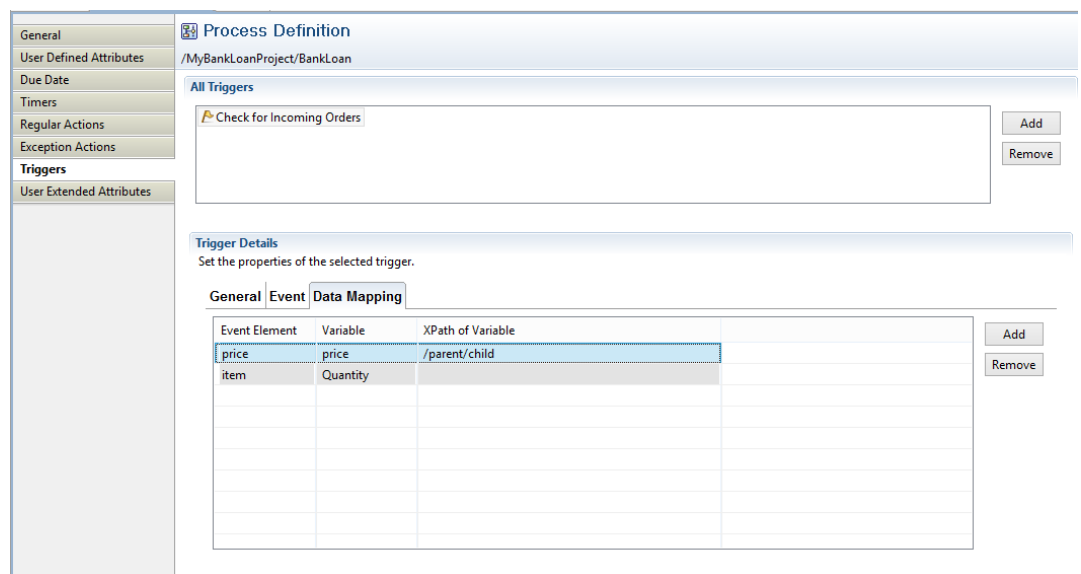 General
User Defined Attributes
Due Date
Timers
Regular Actions
Exception Actions
Triggers
User Extended Attributes
Process Definition
/MyBankLoanProject/BankLoan
All Triggers
Check for Incoming Orders
Add
Remove
Trigger Details
Set the properties of the selected trigger.
General Event Data Mapping
Event Element Variable XPath of Variable
price price /parent/child
item Quantity
Add
Remove